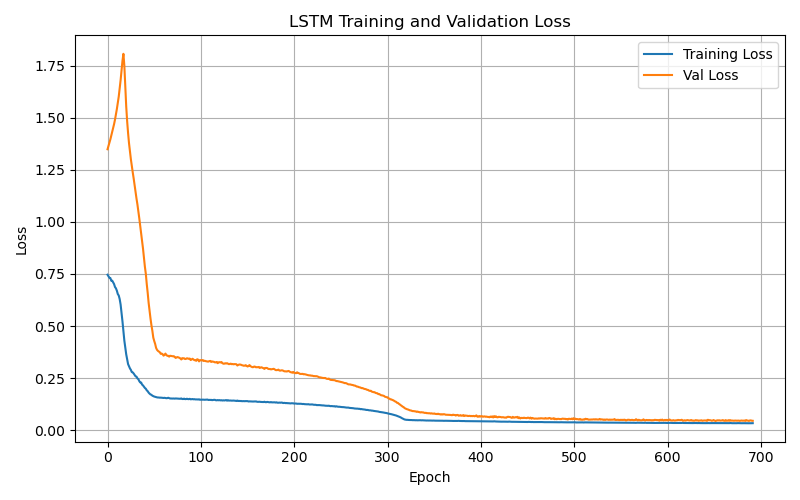 LSTM Training and Validation Loss
Training Loss
Val Loss
1.75
1.50
1.25
1.00
0.75
0.50
0.25
0.00
Loss
0 100 200 300 400 500 600 700
Epoch